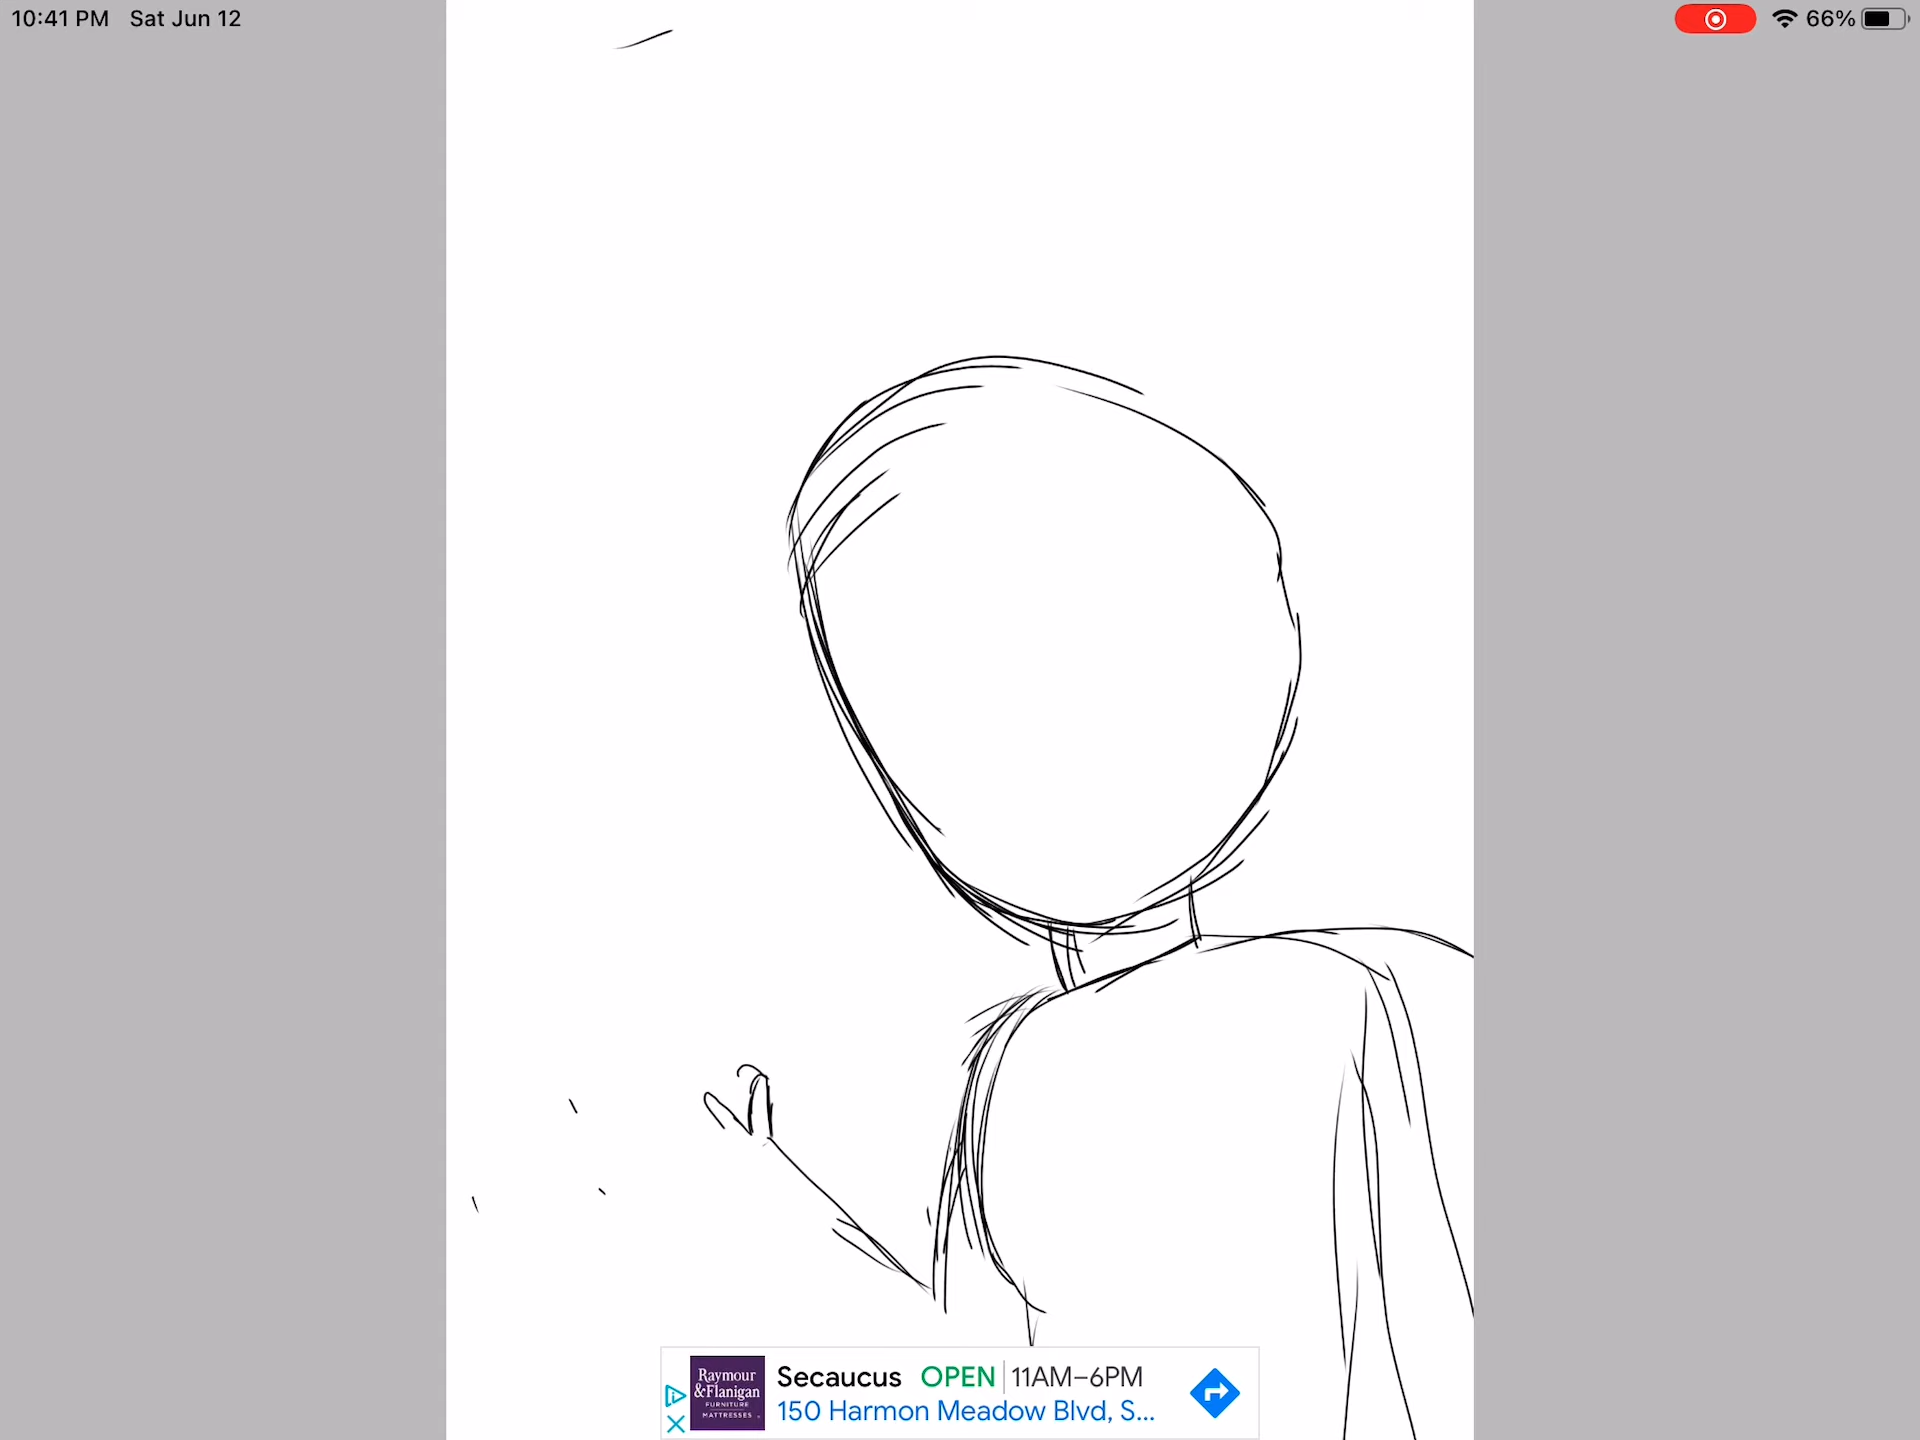 10:41 PM Sat Jun 12
66%
Raymour
&Flanigan
FURNITURE
MATTRESSES
Secaucus OPEN 11AM–6PM
150 Harmon Meadow Blvd, S...